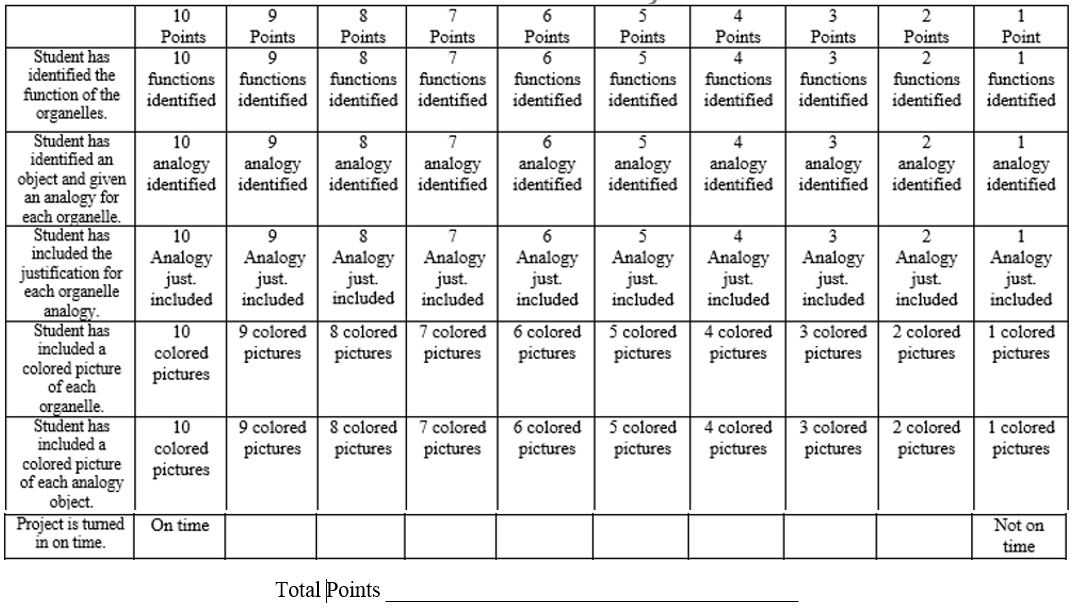 10 9 8 7 6 5 4 3 2 1
Points Points Points Points Points Points Points Points Points Point
Student has 10 9 8 7 6 5 4 3 2 1
identified the functions functions functions functions functions functions functions functions functions functions
function of the identified identified identified identified identified identified identified identified identified identified
organelles.
Student has 10 9 8 7 6 5 4 3 2 1
identified an analogy analogy analogy analogy analogy analogy analogy analogy analogy analogy
object and given identified identified identified identified identified identified identified identified identified identified
an analogy for
each organelle.
Student has 10 9 8 7 6 5 4 3 2 1
included the Analogy Analogy Analogy Analogy Analogy Analogy Analogy Analogy Analogy Analogy
justification for just. just. just. just. just. just. just. just. just. just.
each organelle included included included included included included included included included included
analogy.
Student has 10 9 colored 8 colored 7 colored 6 colored 5 colored 4 colored 3 colored 2 colored 1 colored
included a colored pictures pictures pictures pictures pictures pictures pictures pictures pictures
colored picture pictures
of each
organelle.
Student has 10 9 colored 8 colored 7 colored 6 colored 5 colored 4 colored 3 colored 2 colored 1 colored
included a colored pictures pictures pictures pictures pictures pictures pictures pictures pictures
colored picture pictures
of each analogy
object.
Project is turned On time Not on
in on time. time
Total Points